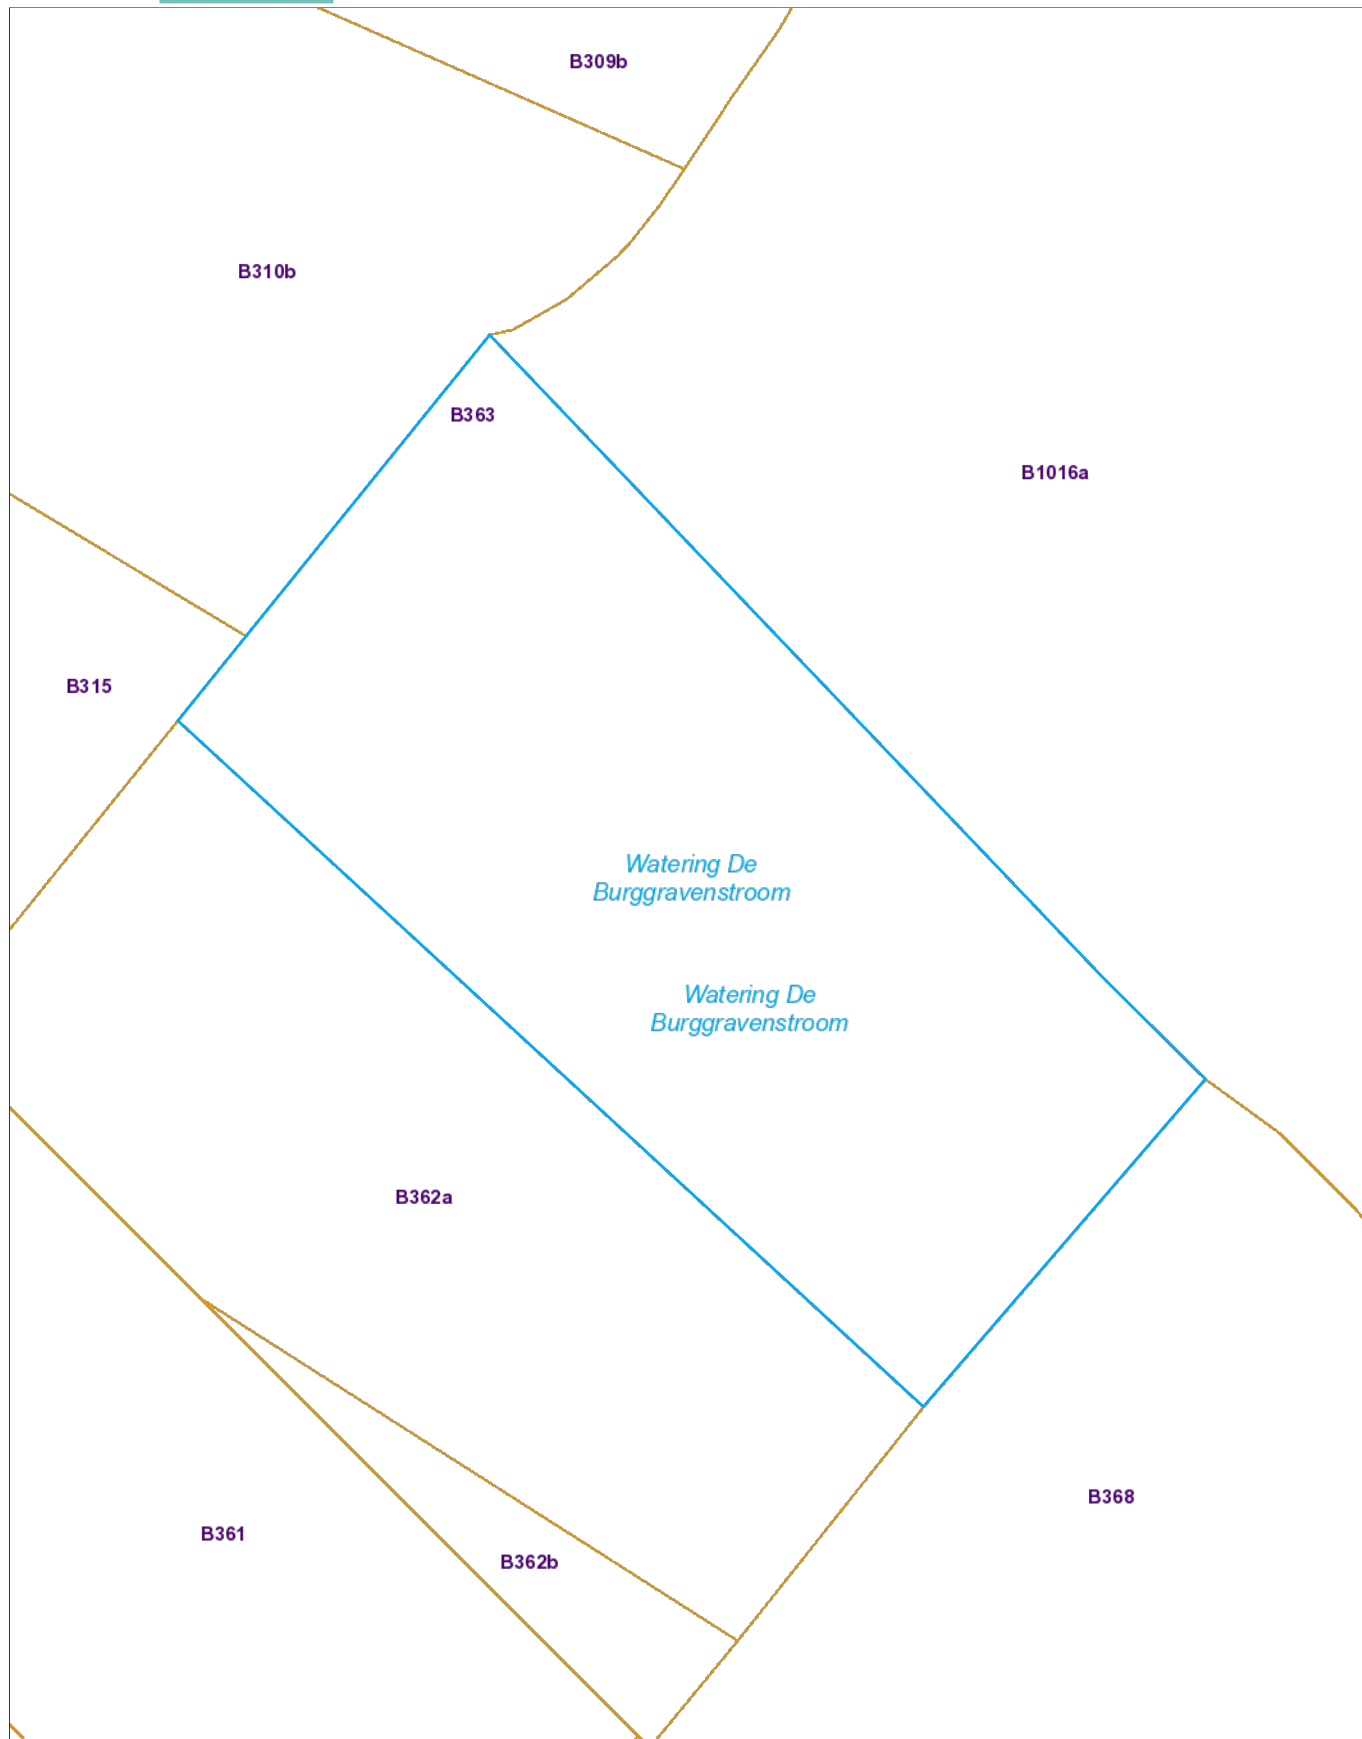 B309b
B310b
B363
B1016a
B315
Watering De
Burggravenstroom
Watering De
Burggravenstroom
B362a
B368
B361
B362b